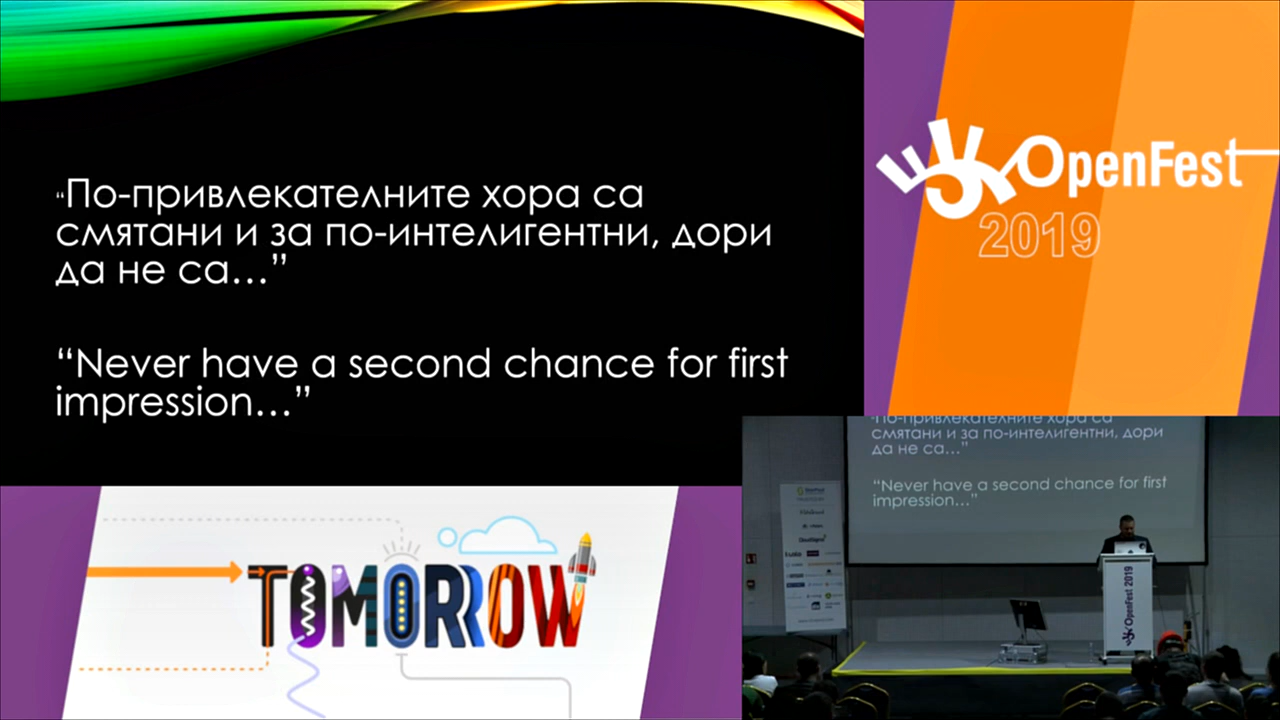 “По-привлекателните хора са
смятани и за по-интелигентни, дори
да не са...”
“Never have a second chance for first
impression...”
OpenFest
2019
TOMORROW
По-привлекателните хора са
смятани и за по-интелигентни, дори
да не са...”
“Never have a second chance for first
impression...”
OpenFest 2019